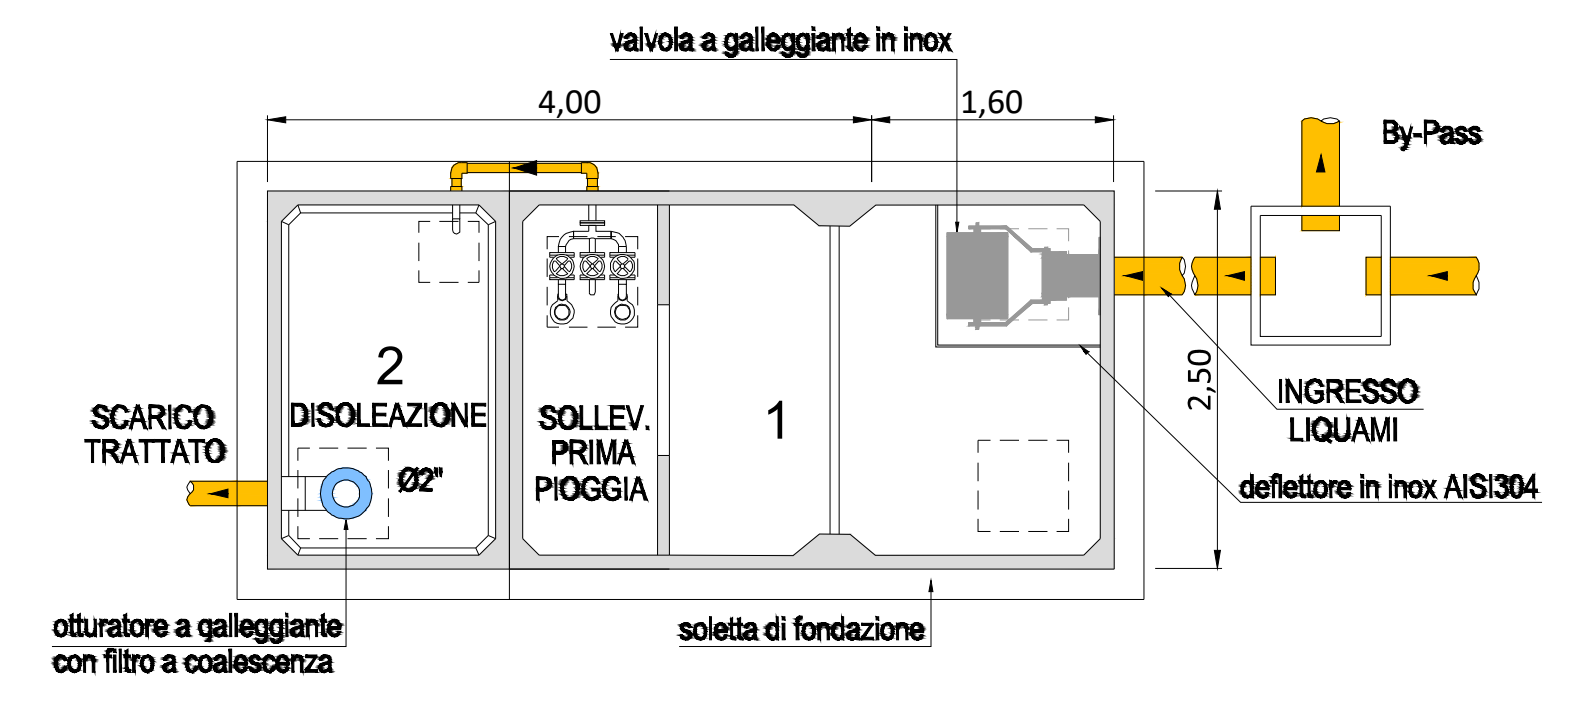 valvola a galleggiante in inox
4,00
1,60
By-Pass
2
DISOLEAZIONE
Ø2"
SCARICO
TRATTATO
SOLLEV.
PRIMA
PIOGGIA
1
2,50
INGRESSO
LIQUAMI
deflettore in inox AISI304
otturatore a galleggiante
con filtro a coalescenza
soletta di fondazione